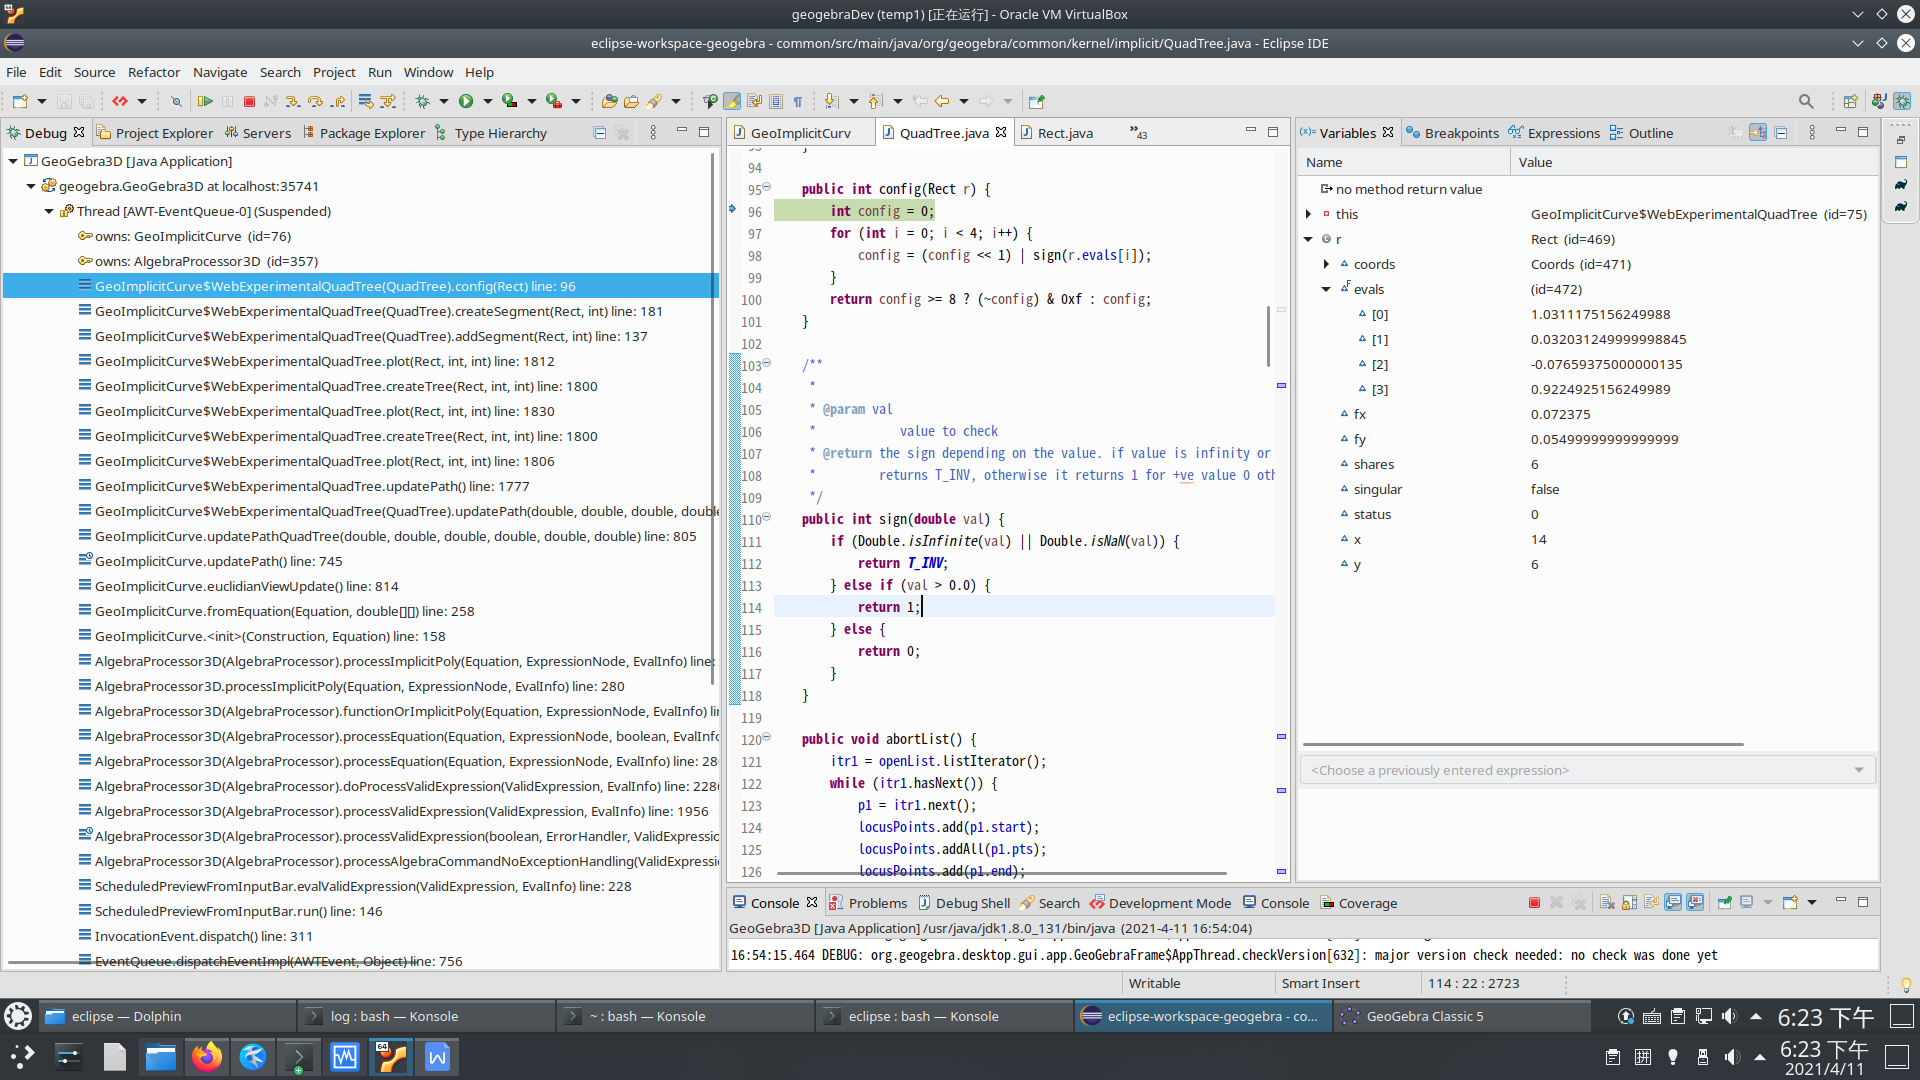 geogebraDev (temp1) [正在运行] - Oracle VM VirtualBox
eclipse-workspace-geogebra - common/src/main/java/org/geogebra/common/kernel/implicit/QuadTree.java - Eclipse IDE
File Edit Source Refactor Navigate Search Project Run Window Help
Debug Project Explorer Servers Package Explorer Type Hierarchy
GeoGebra3D [Java Application]
geogebra.GeoGebra3D at localhost:35741
Thread [AWT-EventQueue-0] (Suspended)
owns: GeoImplicitCurve (id=76)
owns: AlgebraProcessor3D (id=357)
GeoImplicitCurve$WebExperimentalQuadTree(QuadTree).config(Rect) line: 96
GeoImplicitCurve$WebExperimentalQuadTree(QuadTree).createSegment(Rect, int) line: 181
GeoImplicitCurve$WebExperimentalQuadTree(QuadTree).addSegment(Rect, int) line: 137
GeoImplicitCurve$WebExperimentalQuadTree.plot(Rect, int, int) line: 1812
GeoImplicitCurve$WebExperimentalQuadTree.createTree(Rect, int, int) line: 1800
GeoImplicitCurve$WebExperimentalQuadTree.plot(Rect, int, int) line: 1830
GeoImplicitCurve$WebExperimentalQuadTree.createTree(Rect, int, int) line: 1800
GeoImplicitCurve$WebExperimentalQuadTree.plot(Rect, int, int) line: 1806
GeoImplicitCurve$WebExperimentalQuadTree.updatePath() line: 1777
GeoImplicitCurve$WebExperimentalQuadTree(QuadTree).updatePath(double, double, double, double
GeoImplicitCurve.updatePathQuadTree(double, double, double, double, double, double) line: 805
GeoImplicitCurve.updatePath() line: 745
GeoImplicitCurve.euclidianViewUpdate() line: 814
GeoImplicitCurve.fromEquation(Equation, double[][]) line: 258
GeoImplicitCurve.<init>(Construction, Equation) line: 158
AlgebraProcessor3D(AlgebraProcessor).processImplicitPoly(Equation, ExpressionNode, EvalInfo) line:
AlgebraProcessor3D.processImplicitPoly(Equation, ExpressionNode, EvalInfo) line: 280
AlgebraProcessor3D(AlgebraProcessor).functionOrImplicitPoly(Equation, ExpressionNode, EvalInfo) li
AlgebraProcessor3D(AlgebraProcessor).processEquation(Equation, ExpressionNode, boolean, EvalInfo
AlgebraProcessor3D(AlgebraProcessor).processEquation(Equation, ExpressionNode, EvalInfo) line: 28
AlgebraProcessor3D(AlgebraProcessor).doProcessValidExpression(ValidExpression, EvalInfo) line: 228
AlgebraProcessor3D(AlgebraProcessor).processValidExpression(ValidExpression, EvalInfo) line: 1956
AlgebraProcessor3D(AlgebraProcessor).processValidExpression(boolean, ErrorHandler, ValidExpressio
AlgebraProcessor3D(AlgebraProcessor).processAlgebraCommandNoExceptionHandling(ValidExpressi
ScheduledPreviewFromInputBar.evalValidExpression(ValidExpression, EvalInfo) line: 228
ScheduledPreviewFromInputBar.run() line: 146
InvocationEvent.dispatch() line: 311
EventQueue.dispatchEventImpl(AWTEvent, Object) line: 756
GeoImplicitCurv QuadTree.java Rect.java »43
94
95 public int config(Rect r) {
96 int config = 0;
97 for (int i = 0; i < 4; i++) {
98 config = (config << 1) | sign(r.evals[i]);
99 }
100 return config >= 8 ? (~config) & 0xf : config;
101 }
102
103 /**
104 *
105 * @param val
106 * value to check
107 * @return the sign depending on the value. if value is infinity or
108 * returns T_INV, otherwise it returns 1 for +ve value 0 oth
109 */
110 public int sign(double val) {
111 if (Double.isInfinite(val) || Double.isNaN(val)) {
112 return T_INV;
113 } else if (val > 0.0) {
114 return 1;
115 } else {
116 return 0;
117 }
118 }
119
120 public void abortList() {
121 itr1 = openList.listIterator();
122 while (itr1.hasNext()) {
123 p1 = itr1.next();
124 locusPoints.add(p1.start);
125 locusPoints.addAll(p1.pts);
126 locusPoints.add(p1.end);
Variables Breakpoints Expressions Outline
Name Value
no method return value
this GeoImplicitCurve$WebExperimentalQuadTree (id=75)
r Rect (id=469)
coords Coords (id=471)
evals (id=472)
[0] 1.0311175156249988
[1] 0.032031249999998845
[2] -0.07659375000000135
[3] 0.9224925156249989
fx 0.072375
fy 0.05499999999999999
shares 6
singular false
status 0
x 14
y 6
<Choose a previously entered expression>
Console Problems Debug Shell Search Development Mode Console Coverage
GeoGebra3D [Java Application] /usr/java/jdk1.8.0_131/bin/java (2021-4-11 16:54:04)
16:54:15.464 DEBUG: org.geogebra.desktop.gui.app.GeoGebraFrame$AppThread.checkVersion[632]: major version check needed: no check was done yet
Writable Smart Insert 114 : 22 : 2723
eclipse — Dolphin log : bash — Konsole ~ : bash — Konsole eclipse : bash — Konsole eclipse-workspace-geogebra - co... GeoGebra Classic 5 6:23 下午
64 W 拼 6:23 下午
2021/4/11